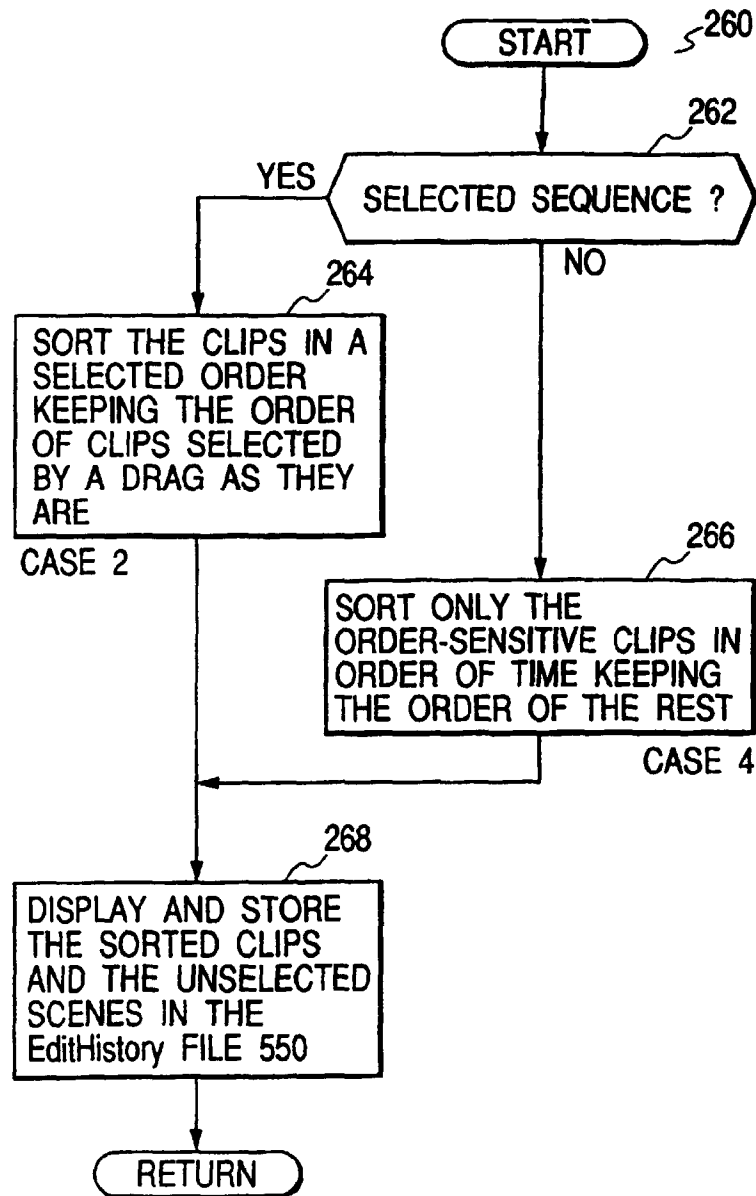 START
260
262
YES
SELECTED SEQUENCE ?
NO
264
SORT THE CLIPS IN A
SELECTED ORDER
KEEPING THE ORDER
OF CLIPS SELECTED
BY A DRAG AS THEY
ARE
CASE 2
266
SORT ONLY THE
ORDER-SENSITIVE CLIPS IN
ORDER OF TIME KEEPING
THE ORDER OF THE REST
CASE 4
268
DISPLAY AND STORE
THE SORTED CLIPS
AND THE UNSELECTED
SCENES IN THE
EditHistory FILE 550
RETURN